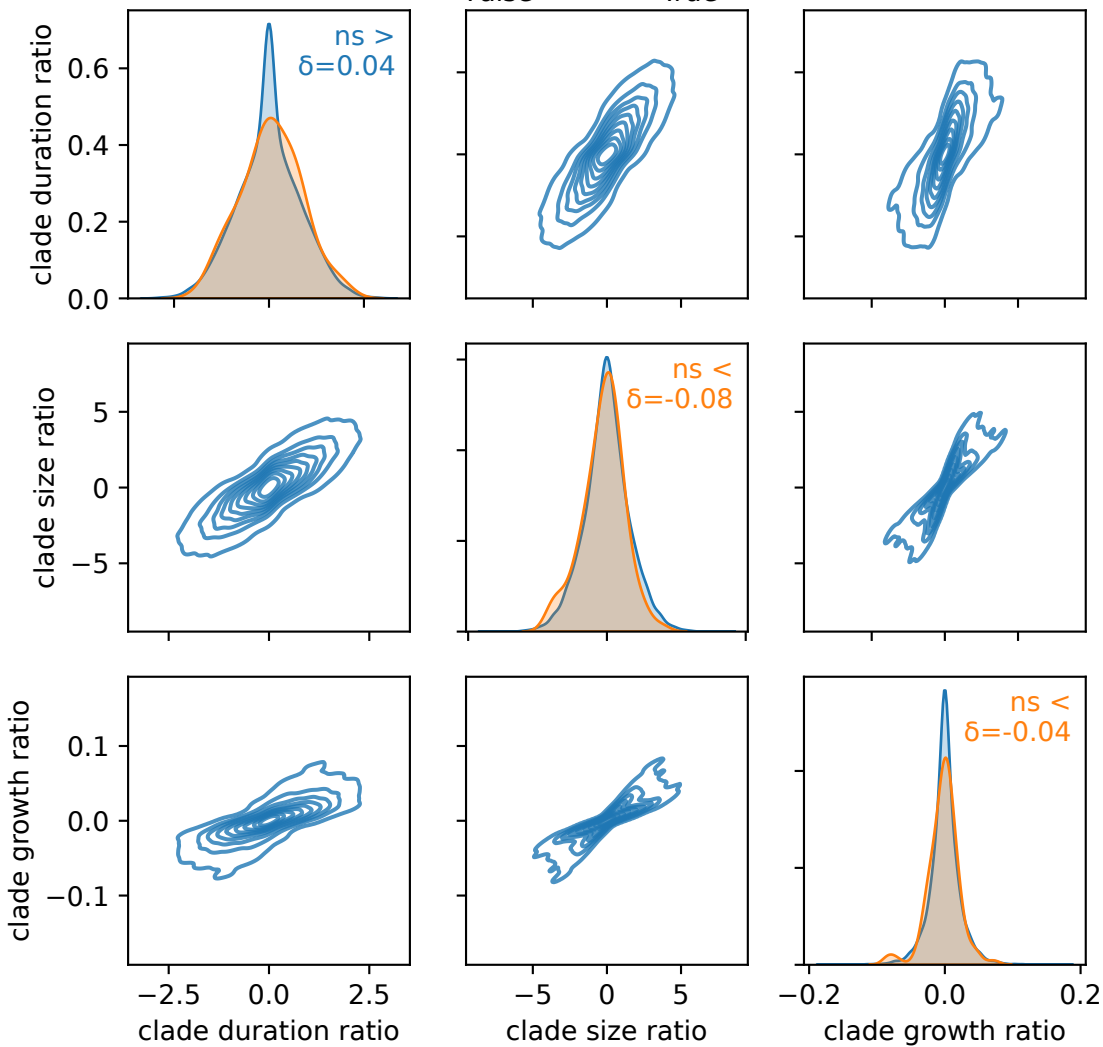 ns >
δ=0.04
clade duration ratio
0.6
0.4
0.2
0.0
ns <
δ=-0.08
clade size ratio
5
0
−5
ns <
δ=-0.04
clade growth ratio
0.1
0.0
−0.1
−2.5 0.0 2.5 −5 0 5 −0.2 0.0 0.2
clade duration ratio clade size ratio clade growth ratio